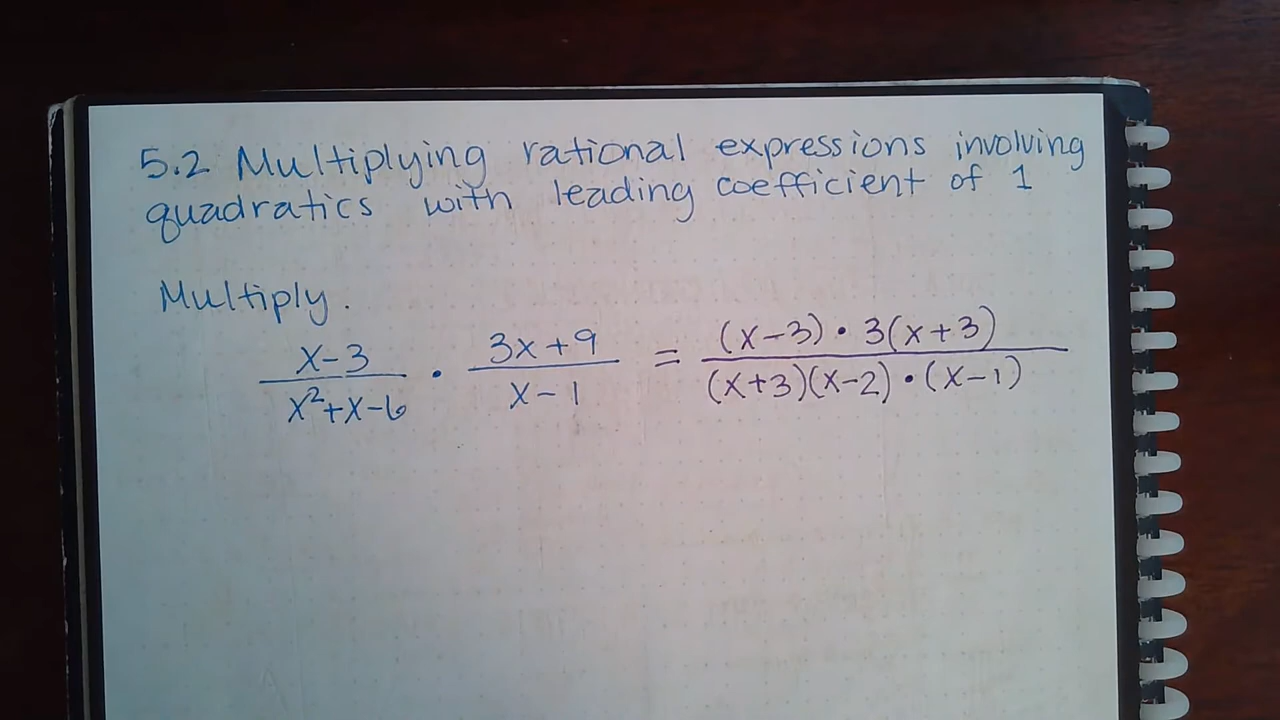 5.2 Multiplying rational expressions involving
quadratics with leading coefficient of 1
Multiply.
x-3 / x²+x-6 • 3x+9 / x-1 = (x-3) • 3(x+3) / (x+3)(x-2) • (x-1)